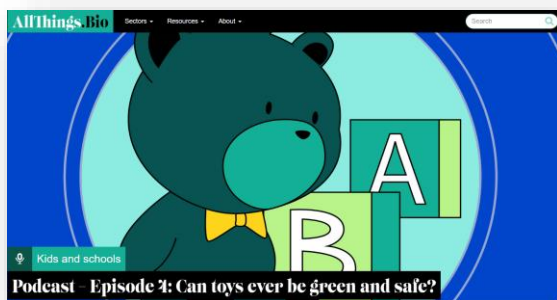 AllThings.Bio
Sectors Resources About Search
A
B
Kids and schools
Podcast – Episode 4: Can toys ever be green and safe?